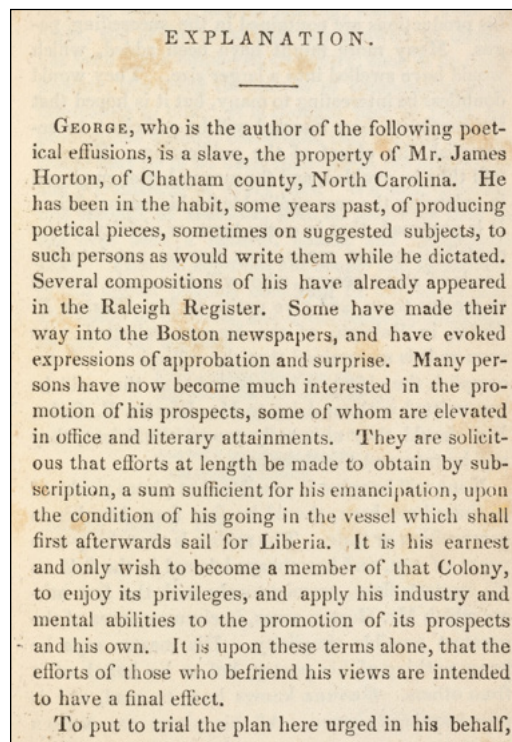 EXPLANATION.
GEORGE, who is the author of the following poet-
ical effusions, is a slave, the property of Mr. James
Horton, of Chatham county, North Carolina. He
has been in the habit, some years past, of producing
poetical pieces, sometimes on suggested subjects, to
such persons as would write them while he dictated.
Several compositions of his have already appeared
in the Raleigh Register. Some have made their
way into the Boston newspapers, and have evoked
expressions of approbation and surprise. Many per-
sons have now become much interested in the pro-
motion of his prospects, some of whom are elevated
in office and literary attainments. They are solicit-
ous that efforts at length be made to obtain by sub-
scription, a sum sufficient for his emancipation, upon
the condition of his going in the vessel which shall
first afterwards sail for Liberia. It is his earnest
and only wish to become a member of that Colony,
to enjoy its privileges, and apply his industry and
mental abilities to the promotion of its prospects
and his own. It is upon these terms alone, that the
efforts of those who befriend his views are intended
to have a final effect.
To put to trial the plan here urged in his behalf,